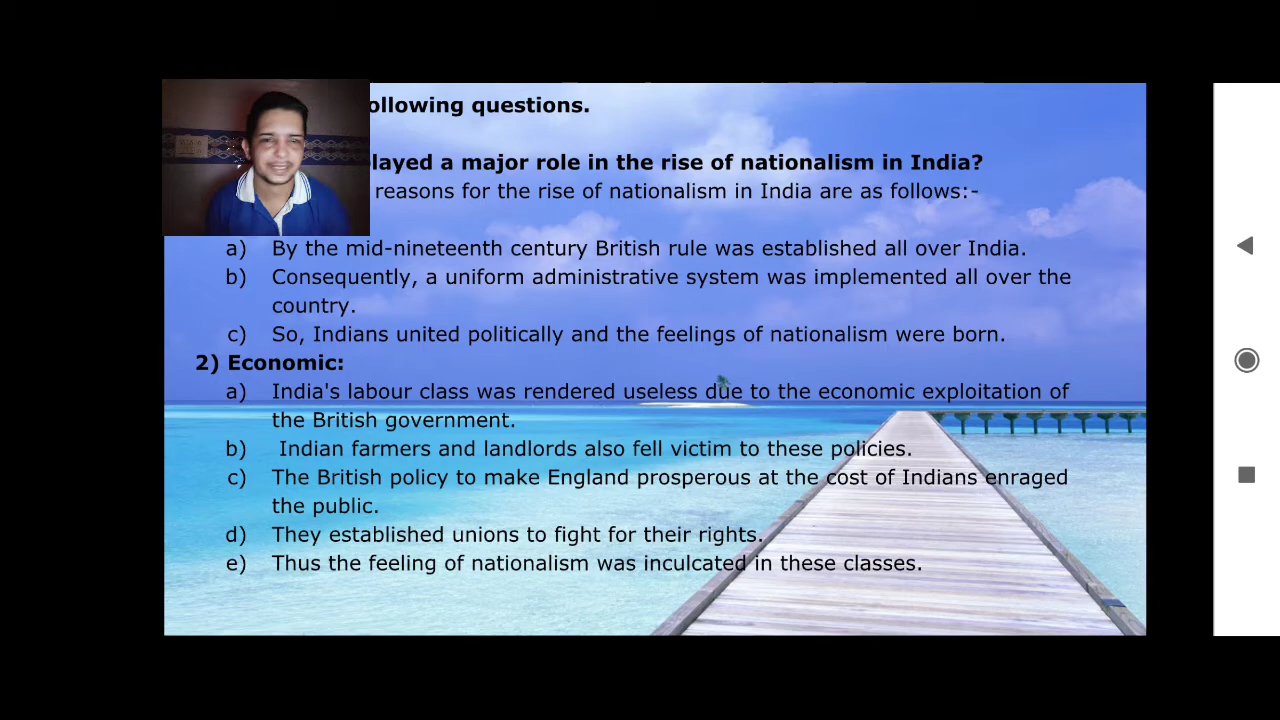 ollowing questions.
layed a major role in the rise of nationalism in India?
reasons for the rise of nationalism in India are as follows:-
a) By the mid-nineteenth century British rule was established all over India.
b) Consequently, a uniform administrative system was implemented all over the
country.
c) So, Indians united politically and the feelings of nationalism were born.
2) Economic:
a) India's labour class was rendered useless due to the economic exploitation of
the British government.
b) Indian farmers and landlords also fell victim to these policies.
c) The British policy to make England prosperous at the cost of Indians enraged
the public.
d) They established unions to fight for their rights.
e) Thus the feeling of nationalism was inculcated in these classes.